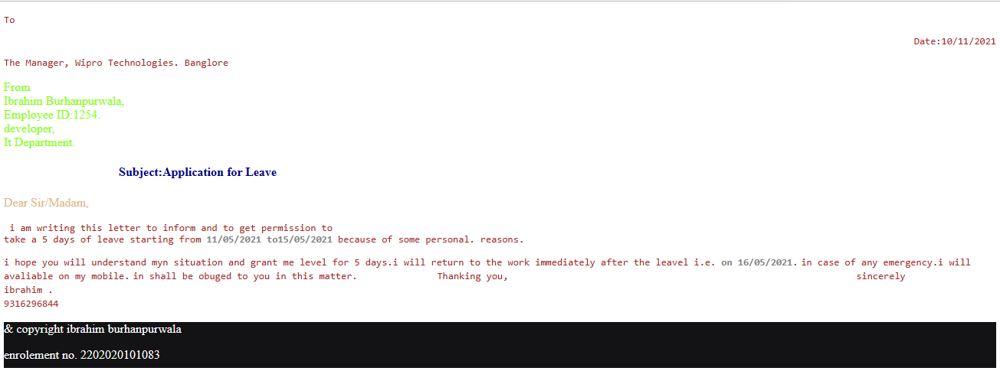 To
Date:10/11/2021
The Manager, Wipro Technologies. Banglore
From
Ibrahim Burhanpurwala,
Employee ID:1254.
developer,
It Department.
Subject:Application for Leave
Dear Sir/Madam,
i am writing this letter to inform and to get permission to
take a 5 days of leave starting from 11/05/2021 to15/05/2021 because of some personal. reasons.
i hope you will understand myn situation and grant me level for 5 days.i will return to the work immediately after the leavel i.e. on 16/05/2021. in case of any emergency.i will
avaliable on my mobile. in shall be obuged to you in this matter. Thanking you, sincerely
ibrahim .
9316296844
& copyright ibrahim burhanpurwala
enrolement no. 2202020101083